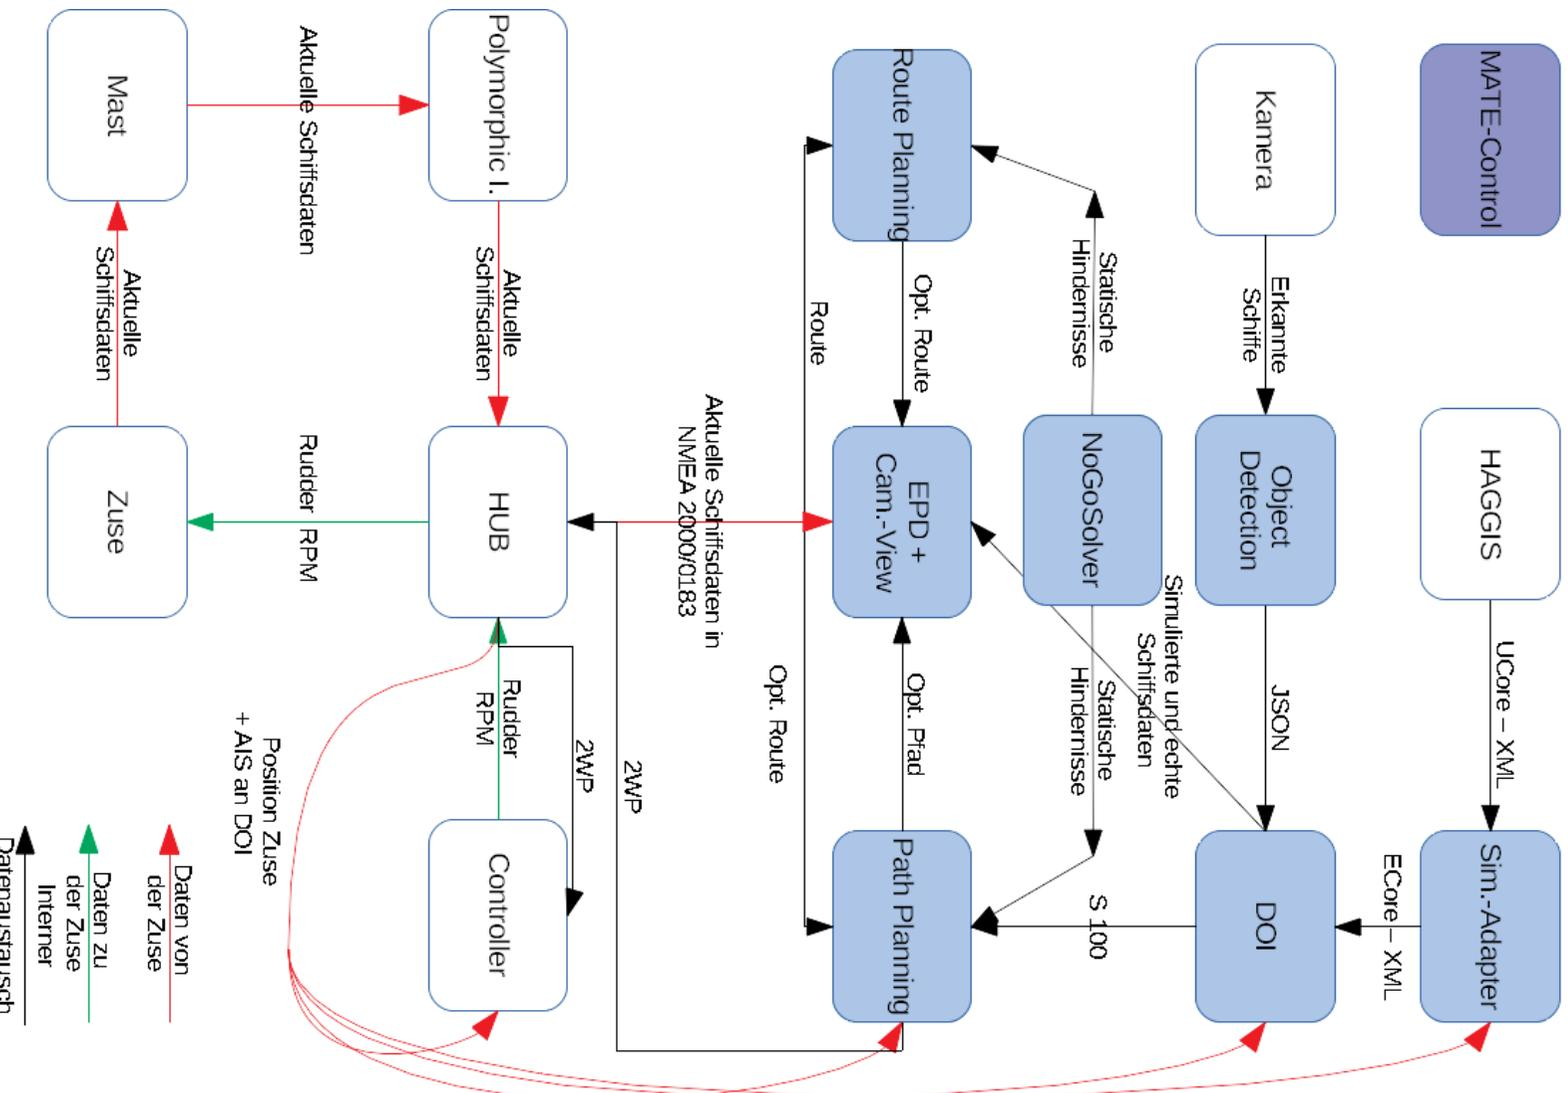 MATE-Control
HAGGIS
UCore – XML
Sim.-Adapter
ECore – XML
Kamera
Erkannte
Schiffe
Object
Detection
JSON
DOI
Simulierte und echte
Schiffsdaten
Statische
Hindernisse
NoGoSolver
Statische
Hindernisse
S 100
Route Planning
Opt. Route
EPD +
Cam.-View
Opt. Pfad
Path Planning
Route
Opt. Route
Aktuelle Schiffsdaten in
NMEA 2000/0183
2WP
2WP
Polymorphic I.
Aktuelle
Schiffsdaten
HUB
Rudder
RPM
Controller
Aktuelle Schiffsdaten
Rudder RPM
Position Zuse
+ AIS an DOI
Mast
Aktuelle
Schiffsdaten
Zuse
Daten von
der Zuse
Daten zu
der Zuse
Interner
Datenaustausch